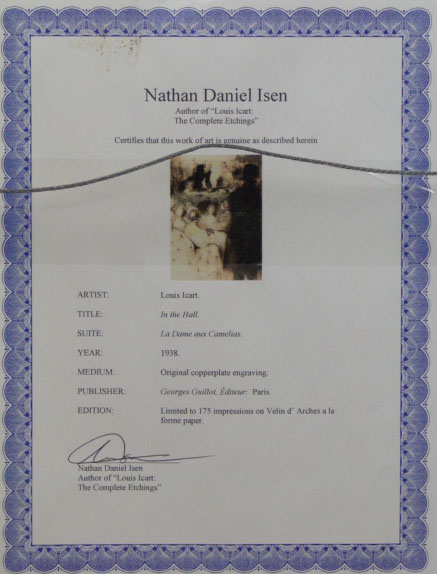 Nathan Daniel Isen
Author of "Louis Icart:
The Complete Etchings"
Certifies that this work of art is genuine as described herein
ARTIST: Louis Icart.
TITLE: In the Hall.
SUITE: La Dame aux Camelias.
YEAR: 1938.
MEDIUM: Original copperplate engraving.
PUBLISHER: Georges Guillot, Éditeur: Paris.
EDITION: Limited to 175 impressions on Velin d' Arches a la
forme paper.
Nathan Daniel Isen
Author of "Louis Icart:
The Complete Etchings"